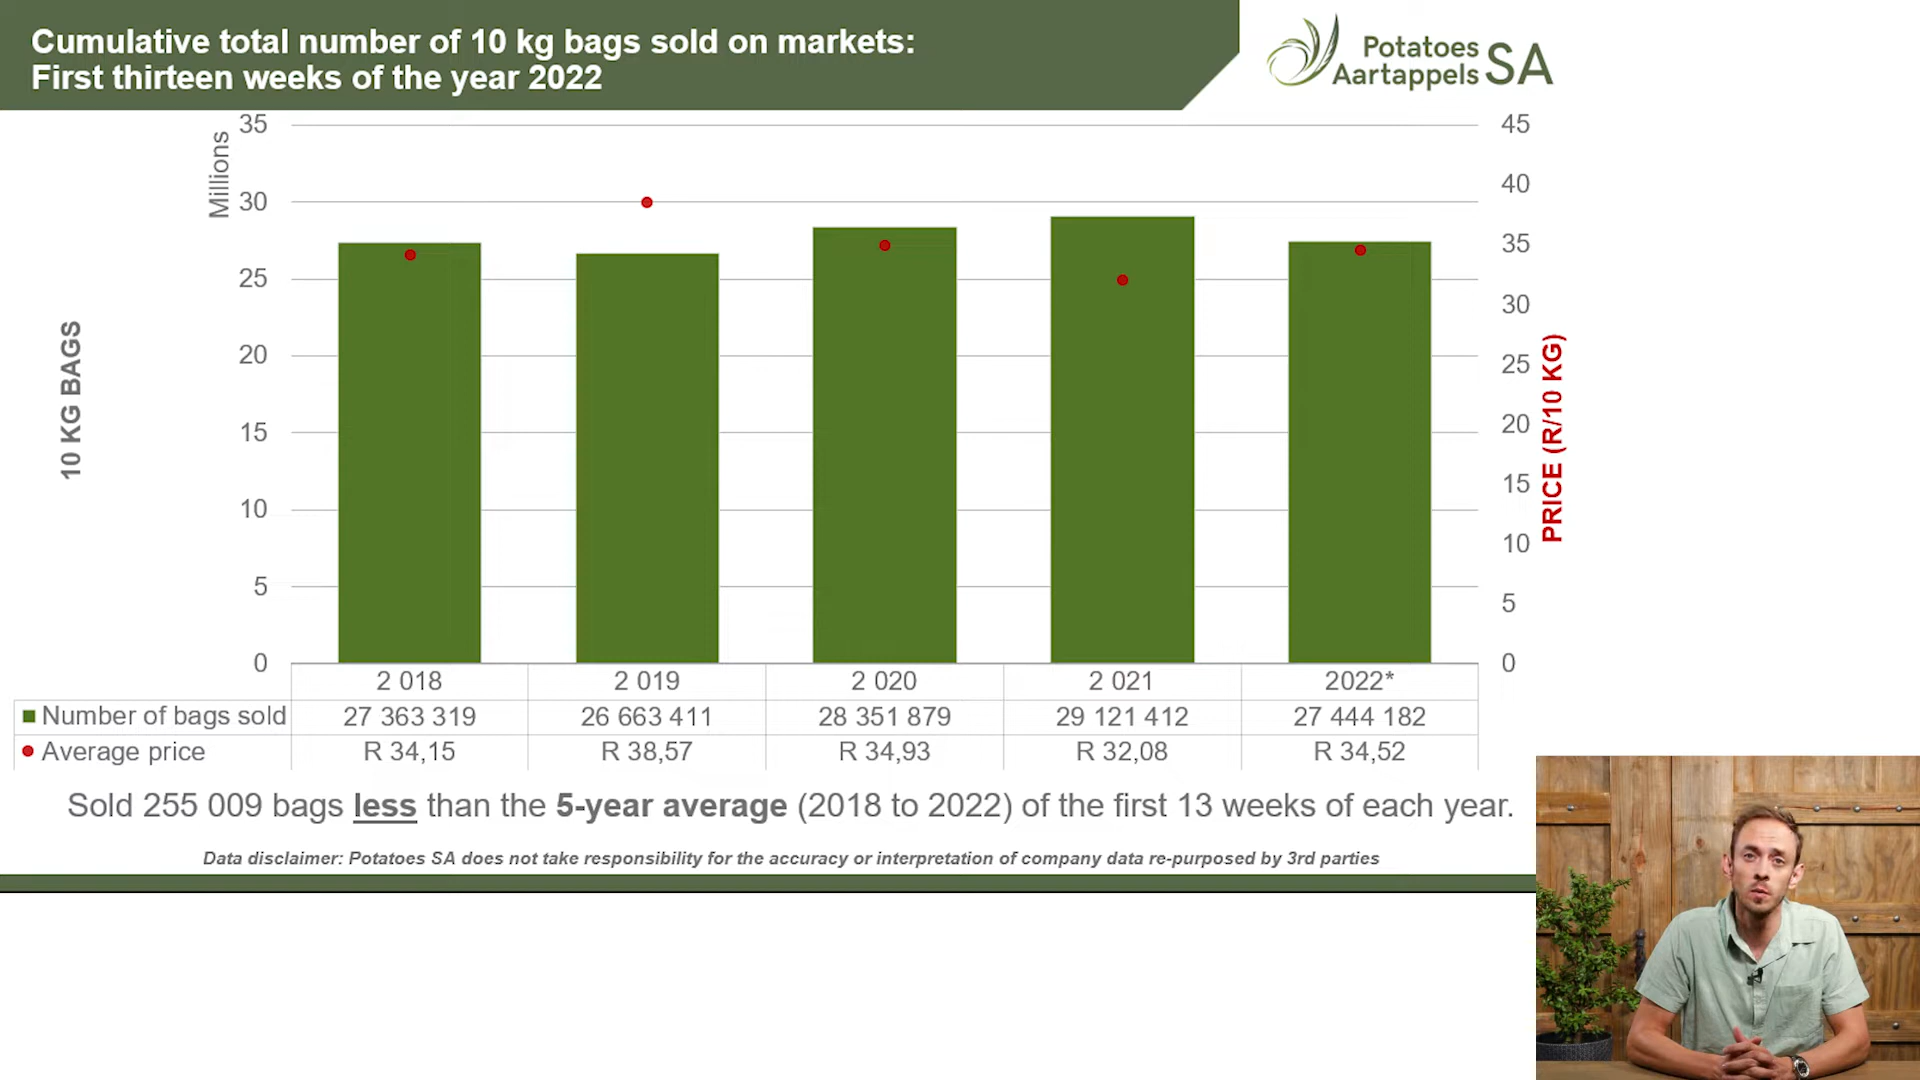 Cumulative total number of 10 kg bags sold on markets:
First thirteen weeks of the year 2022
Potatoes
Aartappels SA
Millions
35
30
25
20
15
10
5
0
10 KG BAGS
45
40
35
30
25
20
15
10
5
0
PRICE (R/10 KG)
2 018 2 019 2 020 2 021 2022*
Number of bags sold 27 363 319 26 663 411 28 351 879 29 121 412 27 444 182
Average price R 34,15 R 38,57 R 34,93 R 32,08 R 34,52
Sold 255 009 bags less than the 5-year average (2018 to 2022) of the first 13 weeks of each year.
Data disclaimer: Potatoes SA does not take responsibility for the accuracy or interpretation of company data re-purposed by 3rd parties